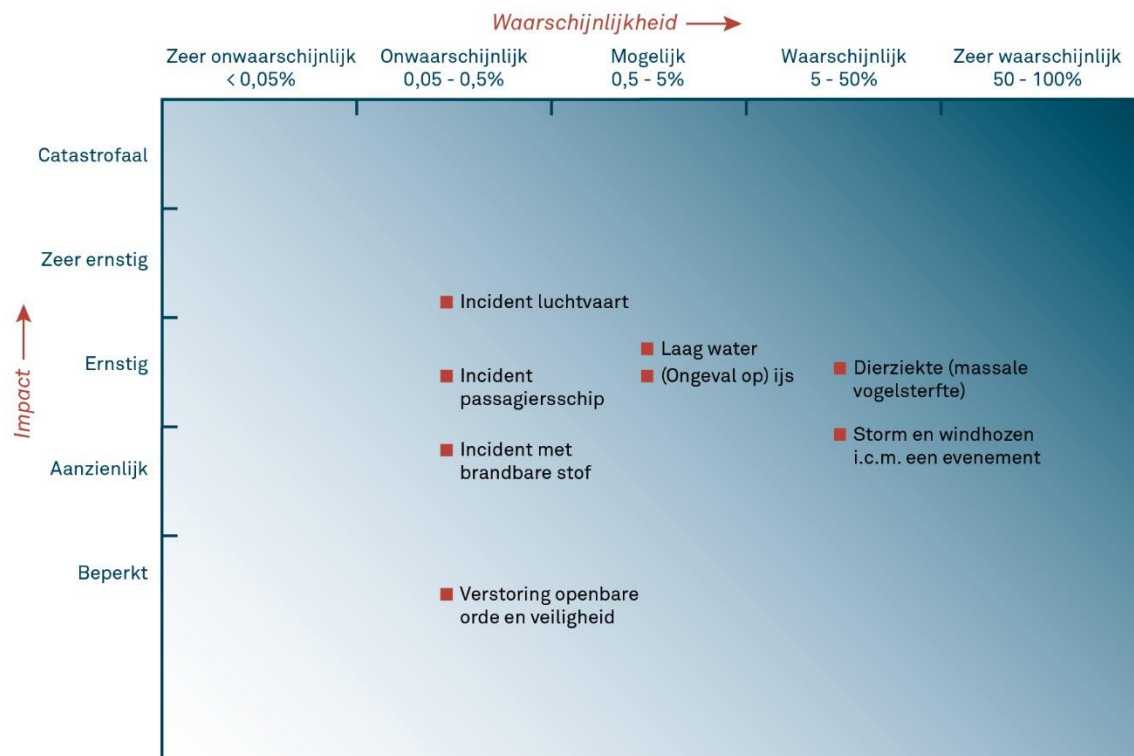 Waarschijnlijkheid
Zeer onwaarschijnlijk
< 0,05%
Onwaarschijnlijk
0,05 - 0,5%
Mogelijk
0,5 - 5%
Waarschijnlijk
5 - 50%
Zeer waarschijnlijk
50 - 100%
Impact
Catastrofaal
Zeer ernstig
Ernstig
Aanzienlijk
Beperkt
Incident luchtvaart
Laag water
(Ongeval op) ijs
Dierziekte (massale
vogelsterfte)
Incident
passagiersschip
Storm en windhozen
i.c.m. een evenement
Incident met
brandbare stof
Verstoring openbare
orde en veiligheid